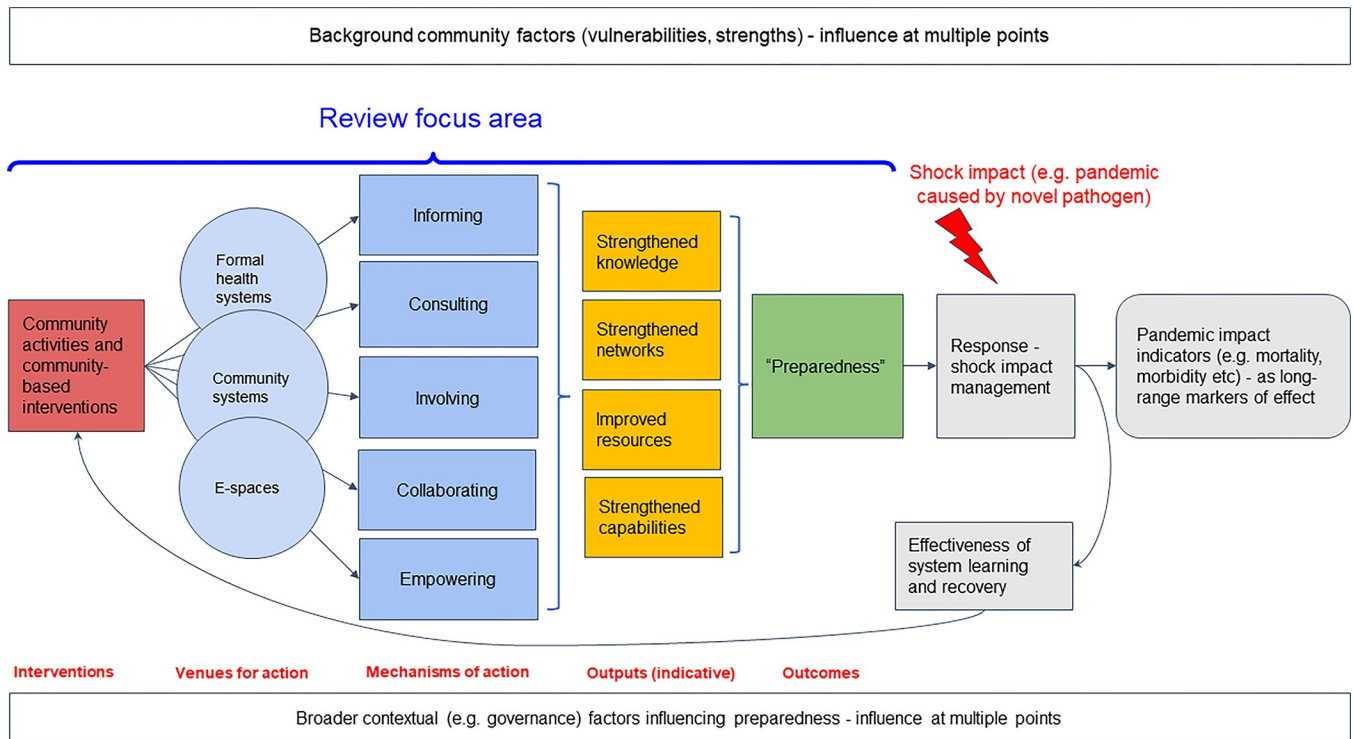 Background community factors (vulnerabilities, strengths) - influence at multiple points
Review focus area
Shock impact (e.g. pandemic
caused by novel pathogen)
Formal
health
systems
Community
systems
E-spaces
Community
activities and
community-
based
interventions
Informing
Consulting
Involving
Collaborating
Empowering
Strengthened
knowledge
Strengthened
networks
Improved
resources
Strengthened
capabilities
“Preparedness”
Response -
shock impact
management
Pandemic impact
indicators (e.g. mortality,
morbidity etc) - as long-
range markers of effect
Effectiveness of
system learning
and recovery
Interventions
Venues for action
Mechanisms of action
Outputs (indicative)
Outcomes
Broader contextual (e.g. governance) factors influencing preparedness - influence at multiple points